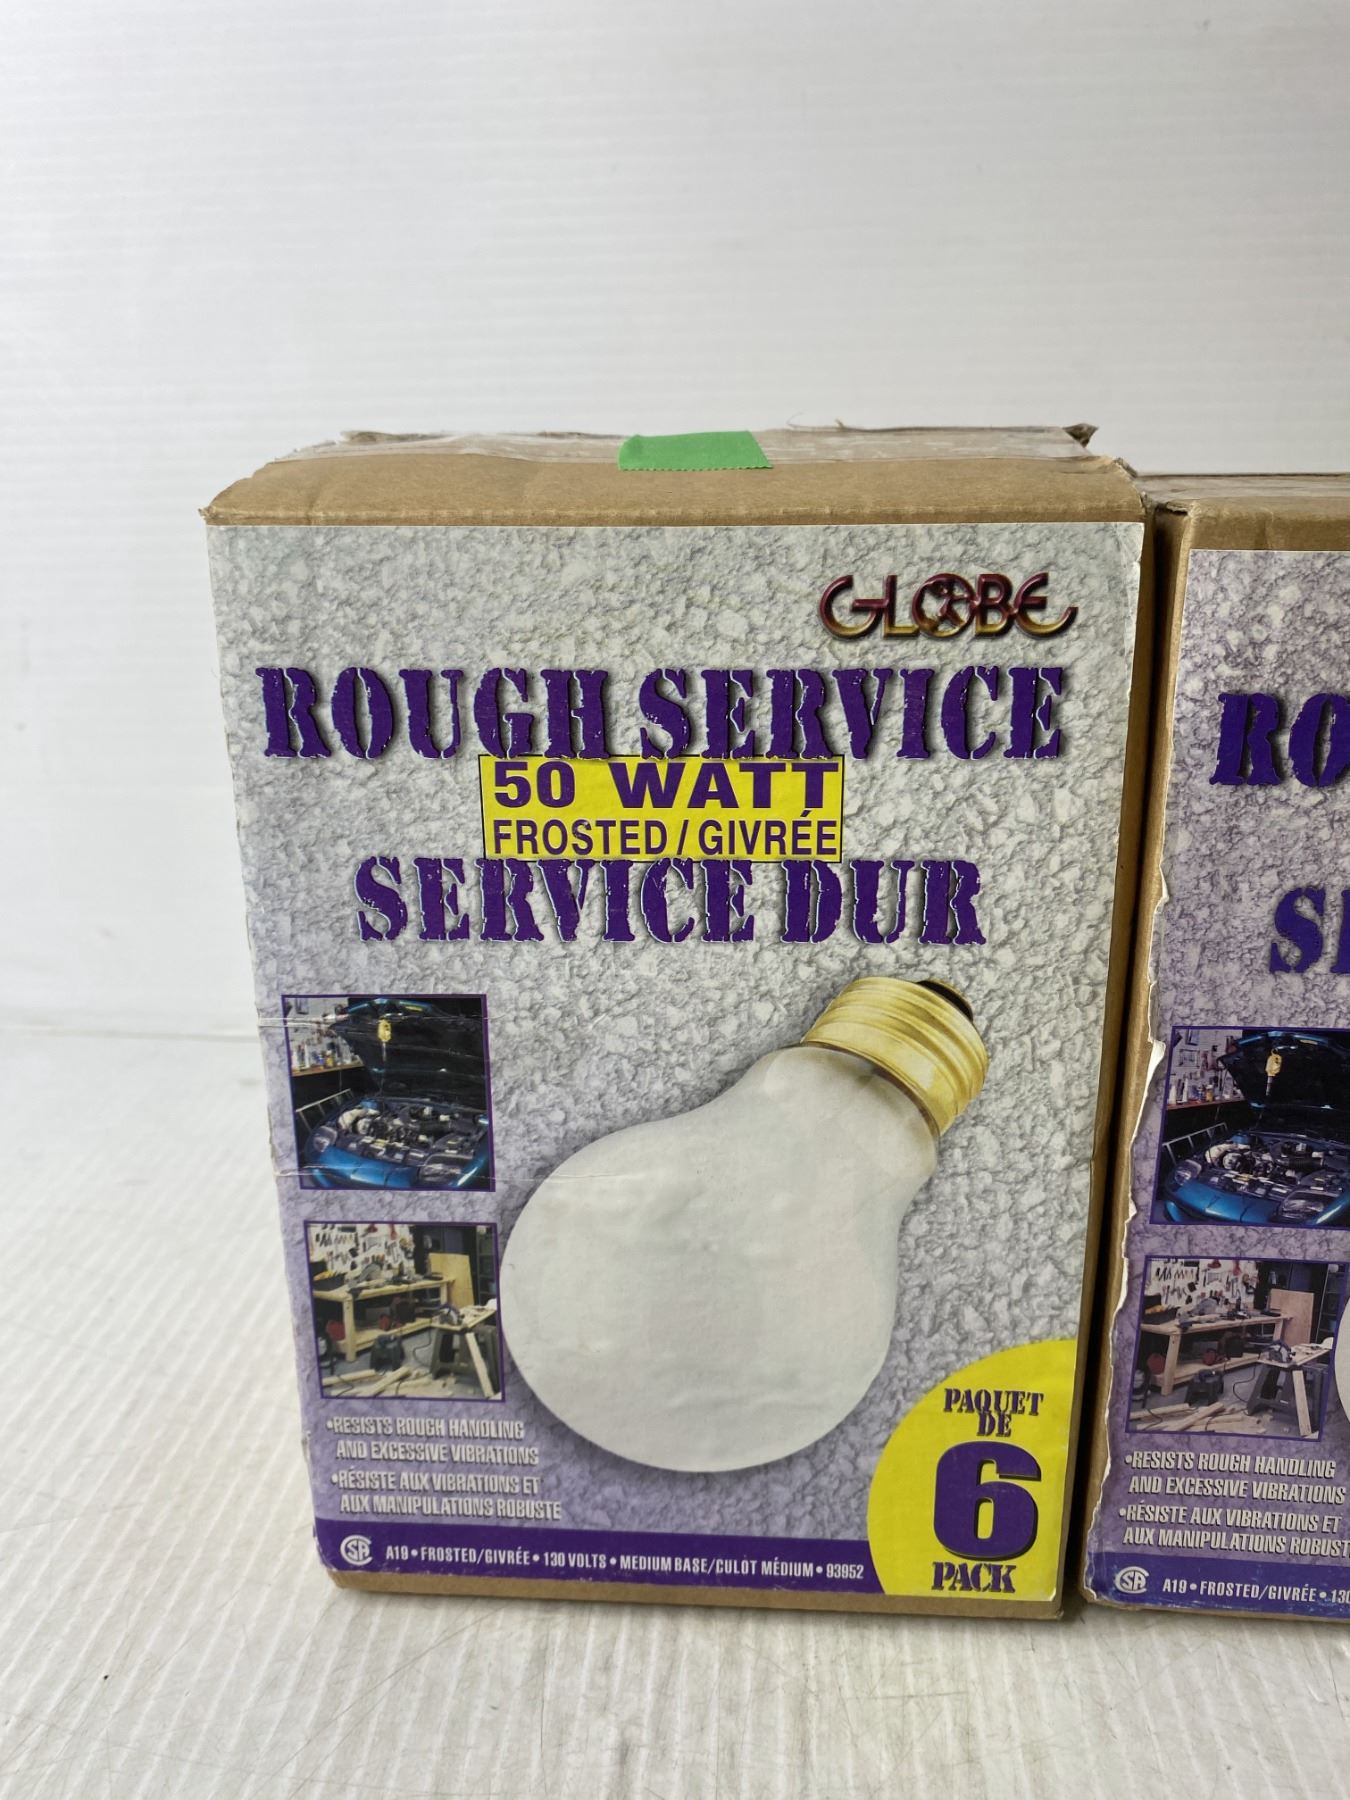 GLOBE
ROUGH SERVICE
50 WATT
FROSTED/GIVRÉE
SERVICE DUR
•RESISTS ROUGH HANDLING
AND EXCESSIVE VIBRATIONS
•RÉSISTE AUX VIBRATIONS ET
AUX MANIPULATIONS ROBUSTE
PAQUET
DE
6
PACK
A19 • FROSTED/GIVRÉE • 130 VOLTS • MEDIUM BASE/CULOT MÉDIUM • 93952
RO
SE
•RESISTS ROUGH HANDLING
AND EXCESSIVE VIBRATIONS
•RÉSISTE AUX VIBRATIONS ET
AUX MANIPULATIONS ROBUST
A19 • FROSTED/GIVRÉE • 130